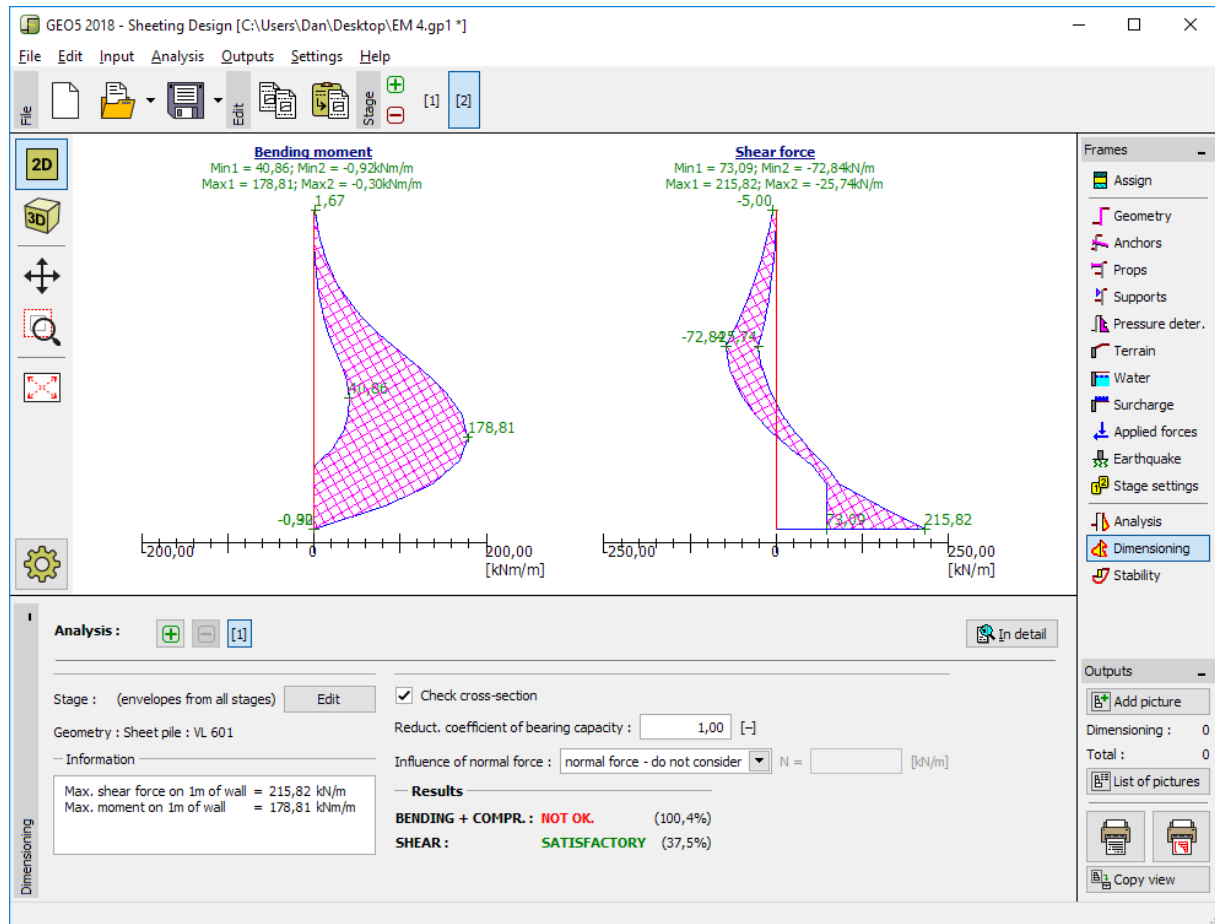 GEO5 2018 - Sheeting Design [C:\Users\Dan\Desktop\EM 4.gp1 *]
File Edit Input Analysis Outputs Settings Help
File
Edit
Stage
[1] [2]
2D
3D
Bending moment
Min1 = 40,86; Min2 = -0,92kNm/m
Max1 = 178,81; Max2 = -0,30kNm/m
1,67
40,86
178,81
-200,00 0 200,00
[kNm/m]
Shear force
Min1 = 73,09; Min2 = -72,84kN/m
Max1 = 215,82; Max2 = -25,74kN/m
-5,00
-72,84 -25,74
73,09 215,82
-250,00 0 250,00
[kN/m]
Frames
Assign
Geometry
Anchors
Props
Supports
Pressure deter.
Terrain
Water
Surcharge
Applied forces
Earthquake
Stage settings
Analysis
Dimensioning
Stability
Dimensioning
Analysis : [1] In detail
Stage : (envelopes from all stages) Edit
Geometry : Sheet pile : VL 601
Information
Max. shear force on 1m of wall = 215,82 kN/m
Max. moment on 1m of wall = 178,81 kNm/m
Check cross-section
Reduct. coefficient of bearing capacity : 1,00 [–]
Influence of normal force : normal force - do not consider N = [kN/m]
Results
BENDING + COMPR. : NOT OK. (100,4%)
SHEAR : SATISFACTORY (37,5%)
Outputs
Add picture
Dimensioning : 0
Total : 0
List of pictures
Copy view